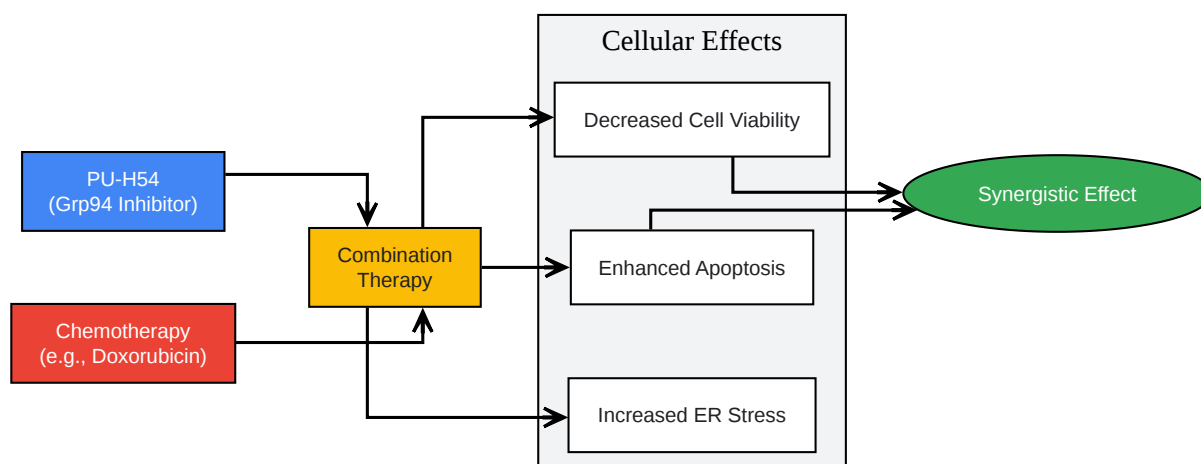 Cellular Effects
Decreased Cell Viability
PU-H54
(Grp94 Inhibitor)
Synergistic Effect
Combination
Therapy
Enhanced Apoptosis
Chemotherapy
(e.g., Doxorubicin)
Increased ER Stress